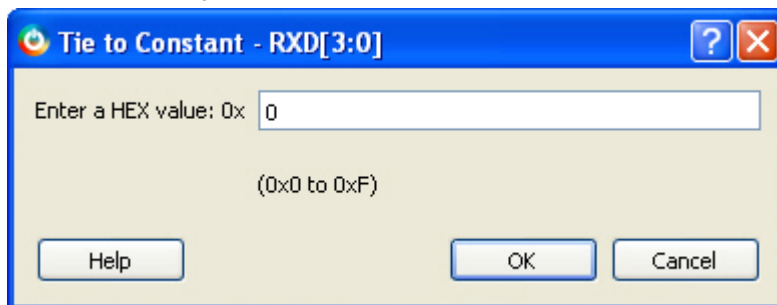 Tie to Constant - RXD[3:0]
Enter a HEX value: 0x 0
(0x0 to 0xF)
Help OK Cancel